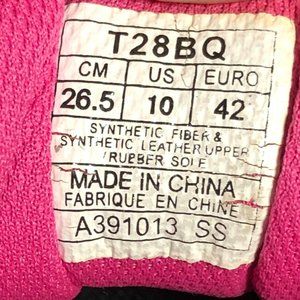 T28BQ
CM US EURO
26.5 10 42
SYNTHETIC FIBER &
SYNTHETIC LEATHER UPPER
/RUBBER SOLE
MADE IN CHINA
FABRIQUE EN CHINE
A391013 SS